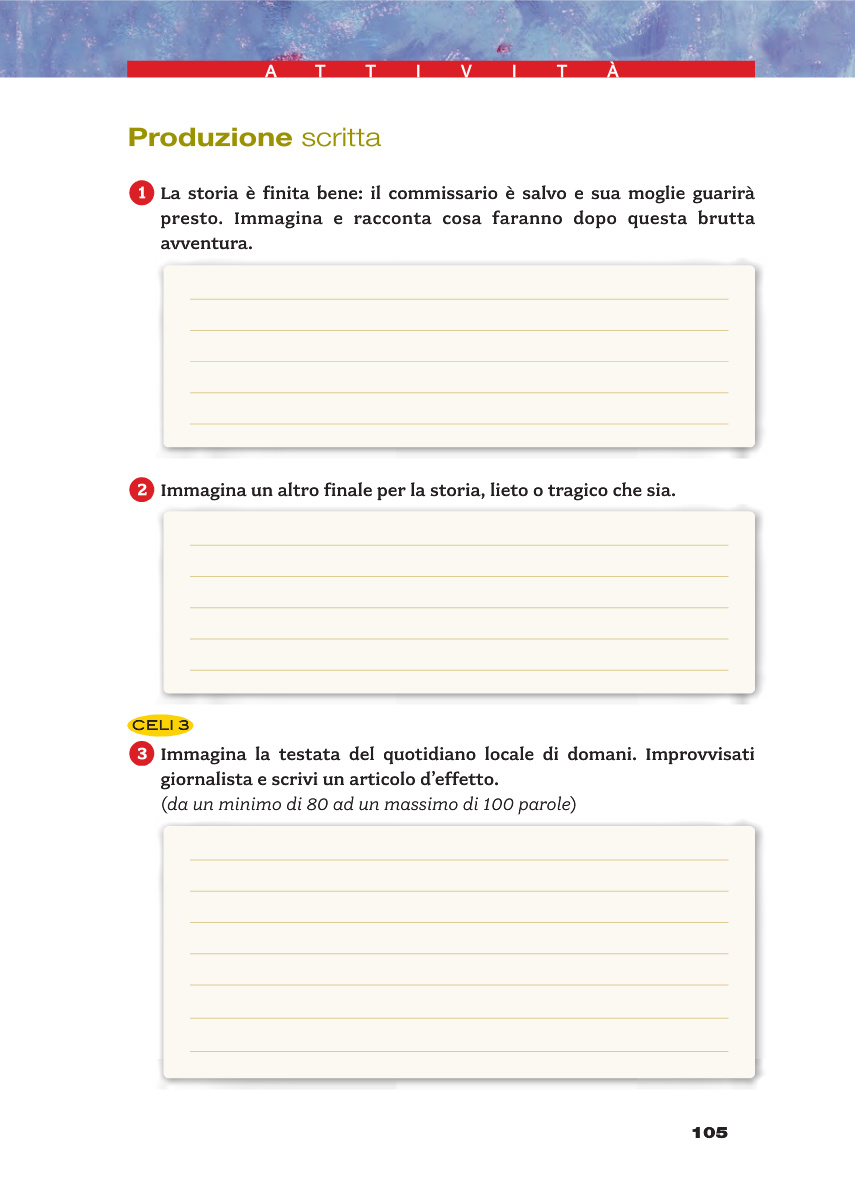 ATTIVITÀ
Produzione scritta
1 La storia è finita bene: il commissario è salvo e sua moglie guarirà
presto. Immagina e racconta cosa faranno dopo questa brutta
avventura.
2 Immagina un altro finale per la storia, lieto o tragico che sia.
CELI 3
3 Immagina la testata del quotidiano locale di domani. Improvvisati
giornalista e scrivi un articolo d’effetto.
(da un minimo di 80 ad un massimo di 100 parole)
105